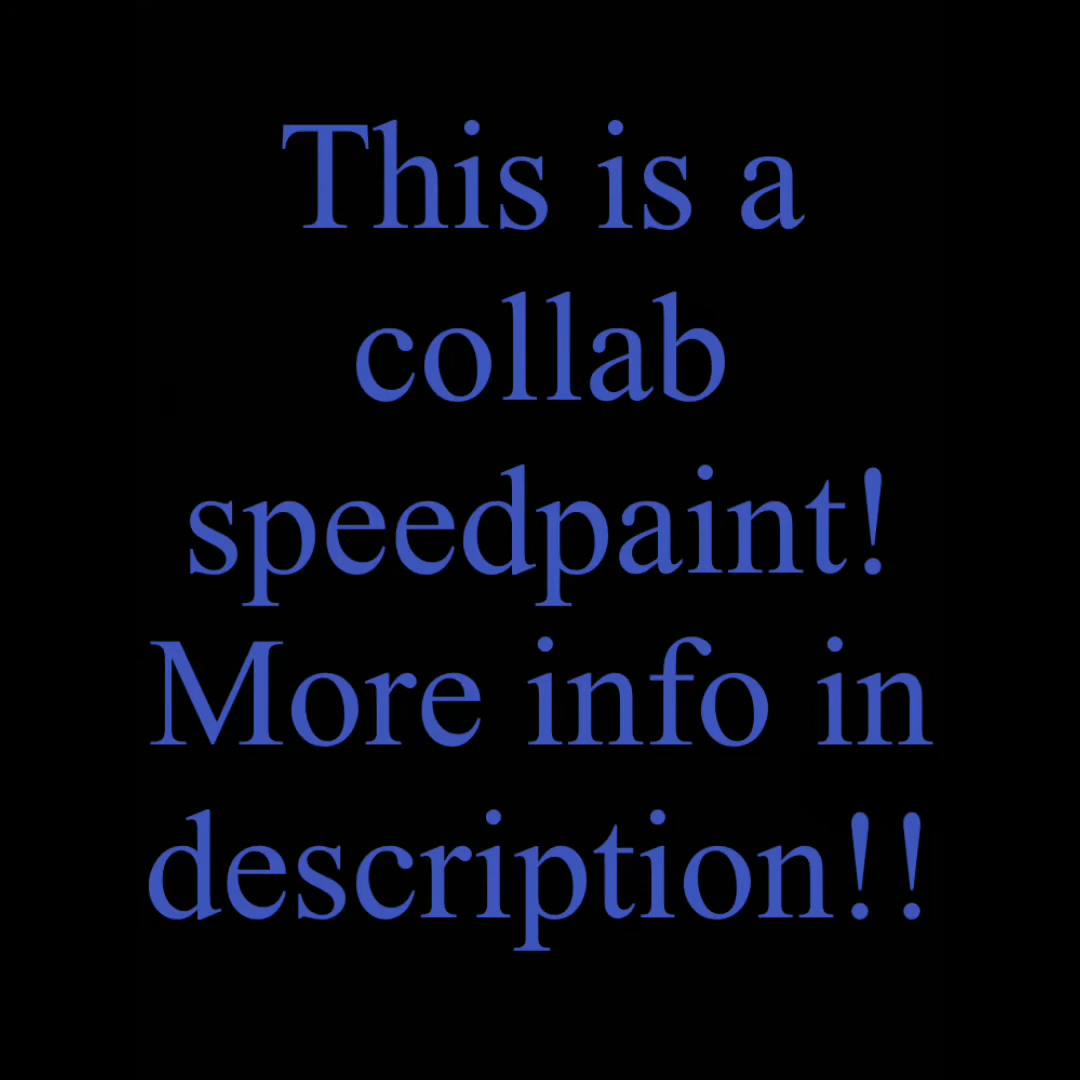 This is a
collab
speedpaint!
More info in
description!!